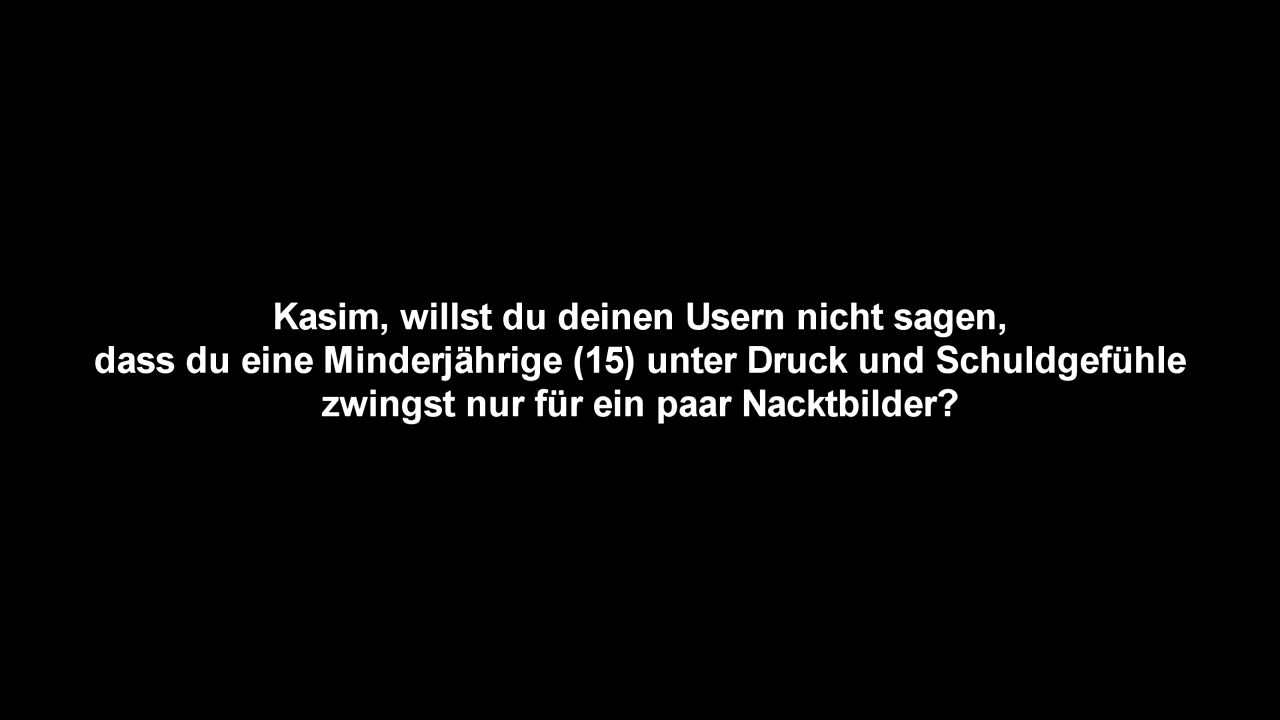 Kasim, willst du deinen Usern nicht sagen,
dass du eine Minderjährige (15) unter Druck und Schuldgefühle
zwingst nur für ein paar Nacktbilder?